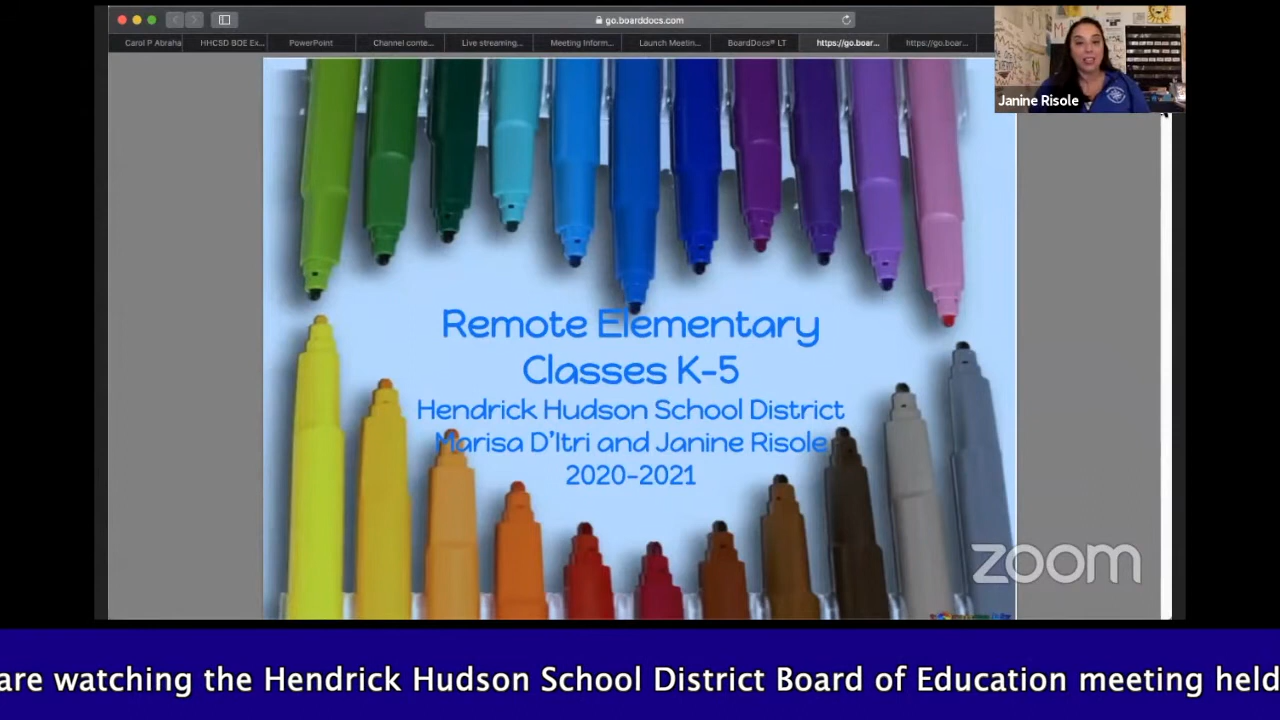 go.boarddocs.com
Carol P Abraha
HHCSD BOE Ex...
PowerPoint
Channel conte...
Live streaming...
Meeting Inform...
Launch Meetin...
BoardDocs® LT
https://go.boar...
https://go.boar...
Janine Risole
Remote Elementary
Classes K-5
Hendrick Hudson School District
Marisa D'Itri and Janine Risole
2020-2021
zoom
are watching the Hendrick Hudson School District Board of Education meeting held